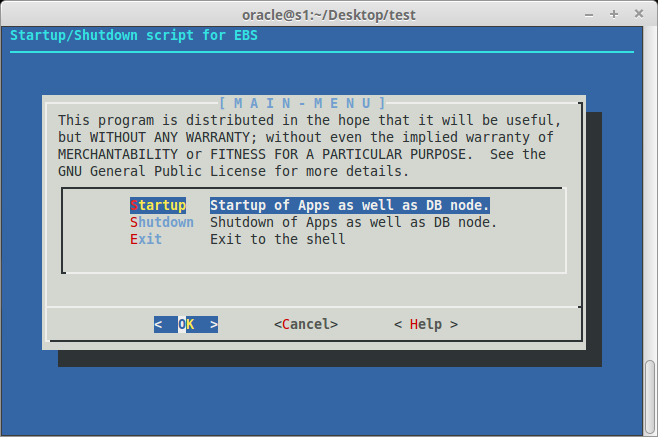 oracle@s1:~/Desktop/test
Startup/Shutdown script for EBS
[ M A I N - M E N U ]
This program is distributed in the hope that it will be useful,
but WITHOUT ANY WARRANTY; without even the implied warranty of
MERCHANTABILITY or FITNESS FOR A PARTICULAR PURPOSE.  See the
GNU General Public License for more details.
Startup Startup of Apps as well as DB node.
Shutdown Shutdown of Apps as well as DB node.
Exit Exit to the shell
<  OK  > <Cancel> < Help >